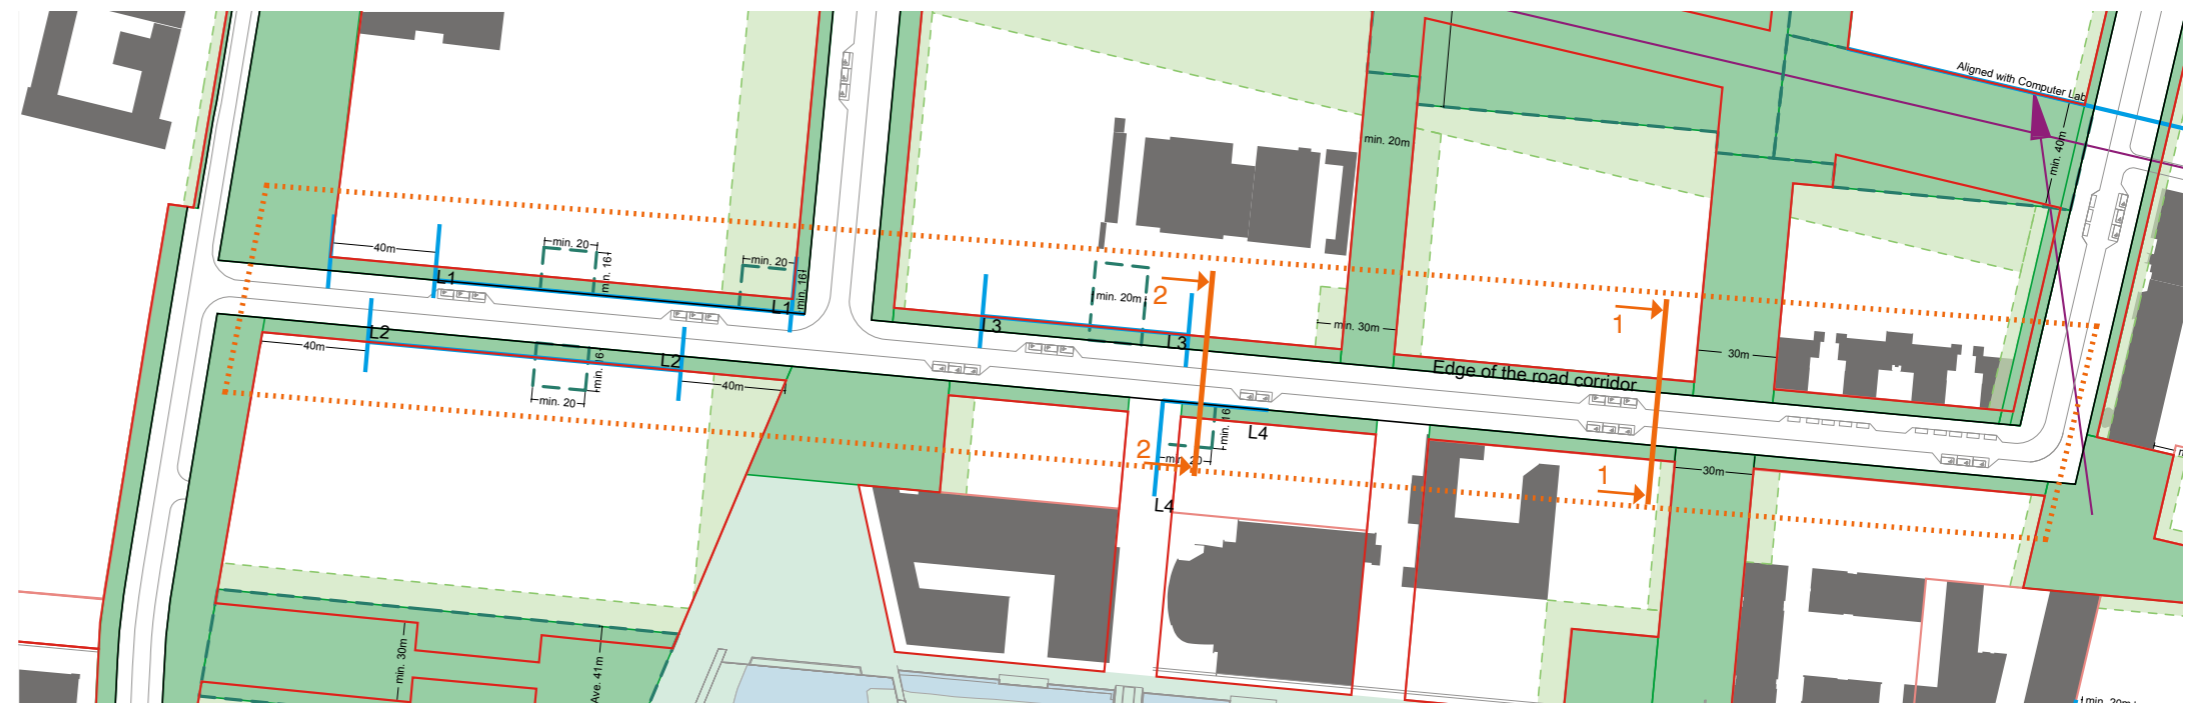 Aligned with Computer Lab
min. 40m
min. 20m
40m
min. 20
min. 16
L1
min. 20
min. 16
L1
2
min. 20m
L3
L3
min. 30m
1
30m
Edge of the road corridor
L2
40m
min. 16
min. 20
L2
40m
L4
min. 16
2
min. 20
L4
1
30m
min. 30m
Ave. 41m
min. 20m